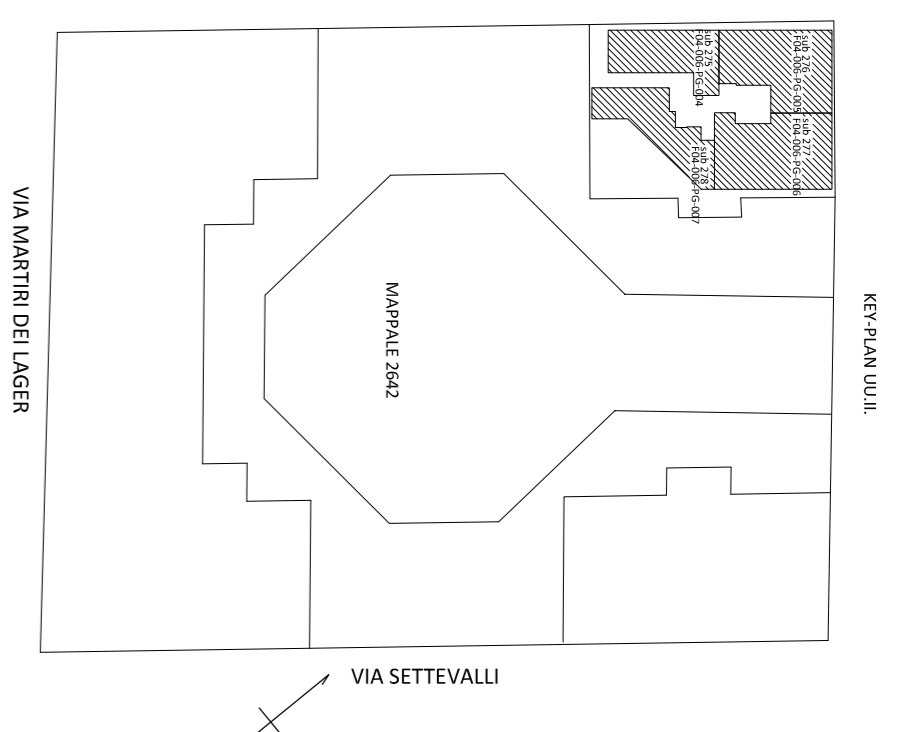 sub 275
F04-006-PG-004
sub 276
F04-006-PG-005
sub 277
F04-006-PG-006
sub 278
F04-006-PG-007
VIA MARTIRI DEI LAGER
MAPPALE 2642
KEY-PLAN UU.II.
VIA SETTEVALLI